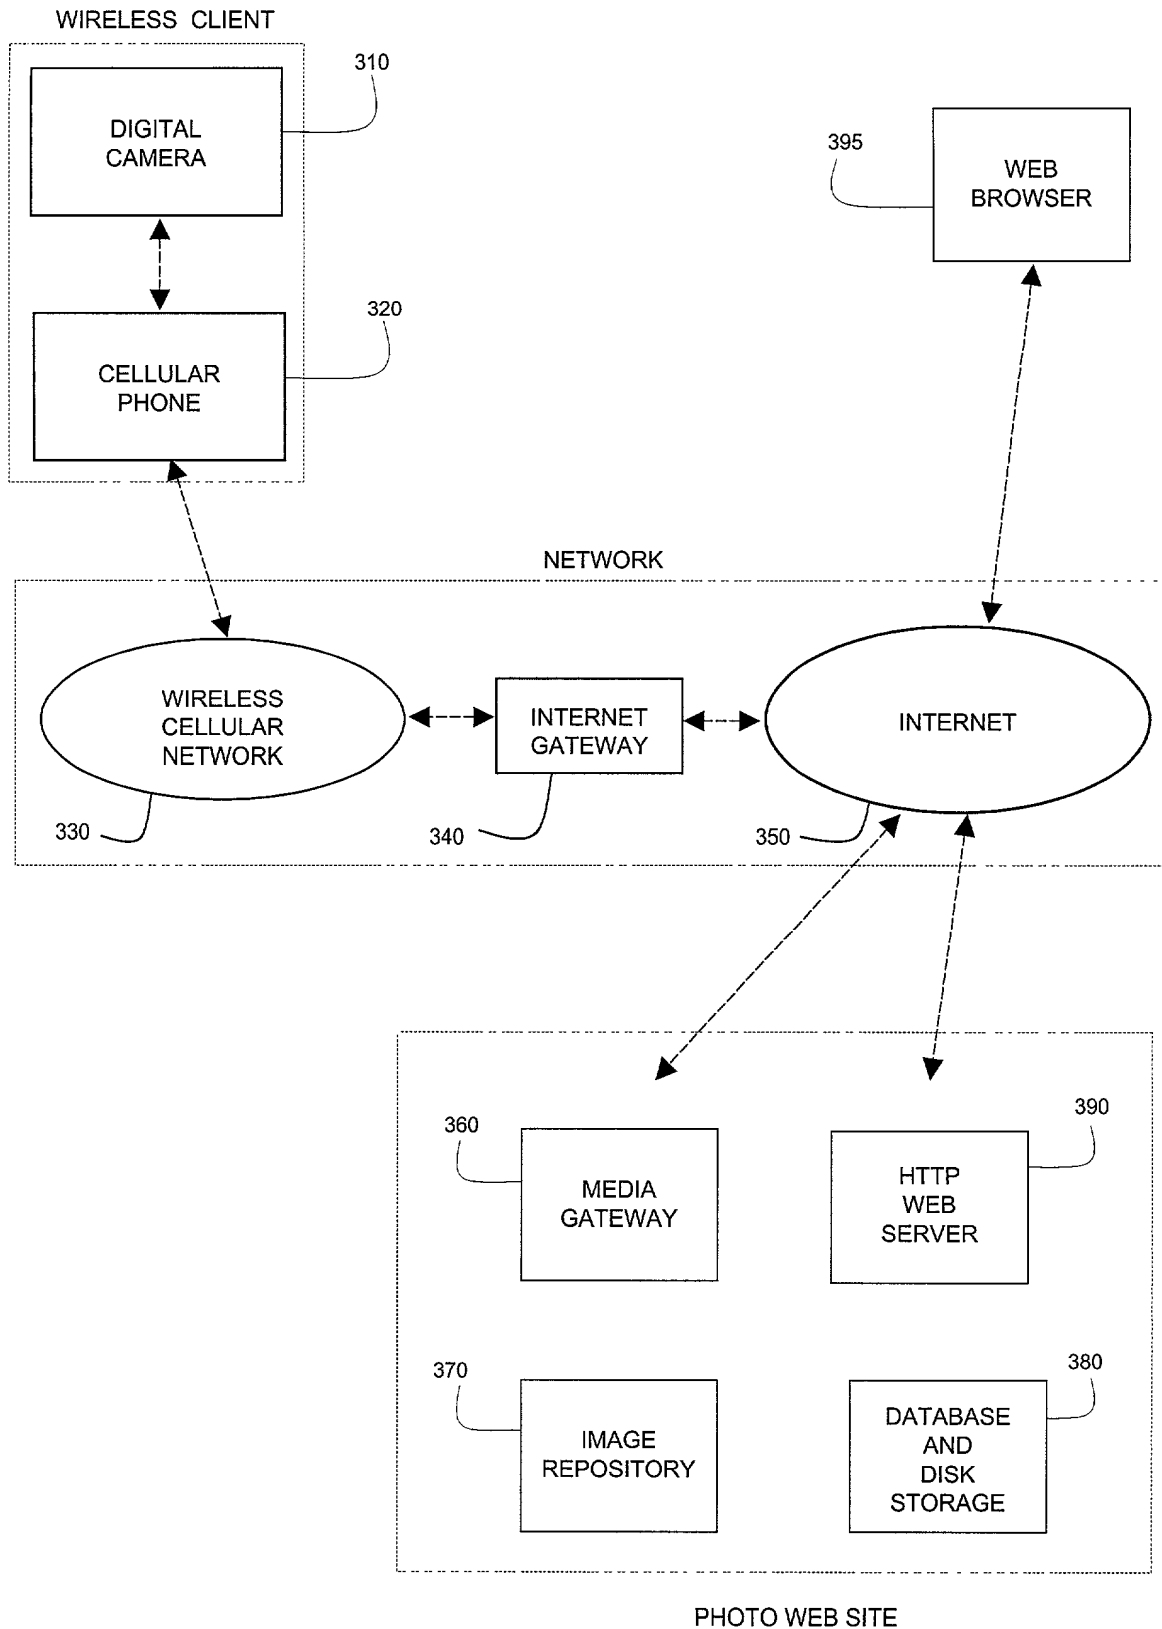 WIRELESS CLIENT
310
DIGITAL
CAMERA
395
WEB
BROWSER
320
CELLULAR
PHONE
NETWORK
WIRELESS
CELLULAR
NETWORK
INTERNET
GATEWAY
INTERNET
330
340
350
360
390
MEDIA
GATEWAY
HTTP
WEB
SERVER
370
380
IMAGE
REPOSITORY
DATABASE
AND
DISK
STORAGE
PHOTO WEB SITE